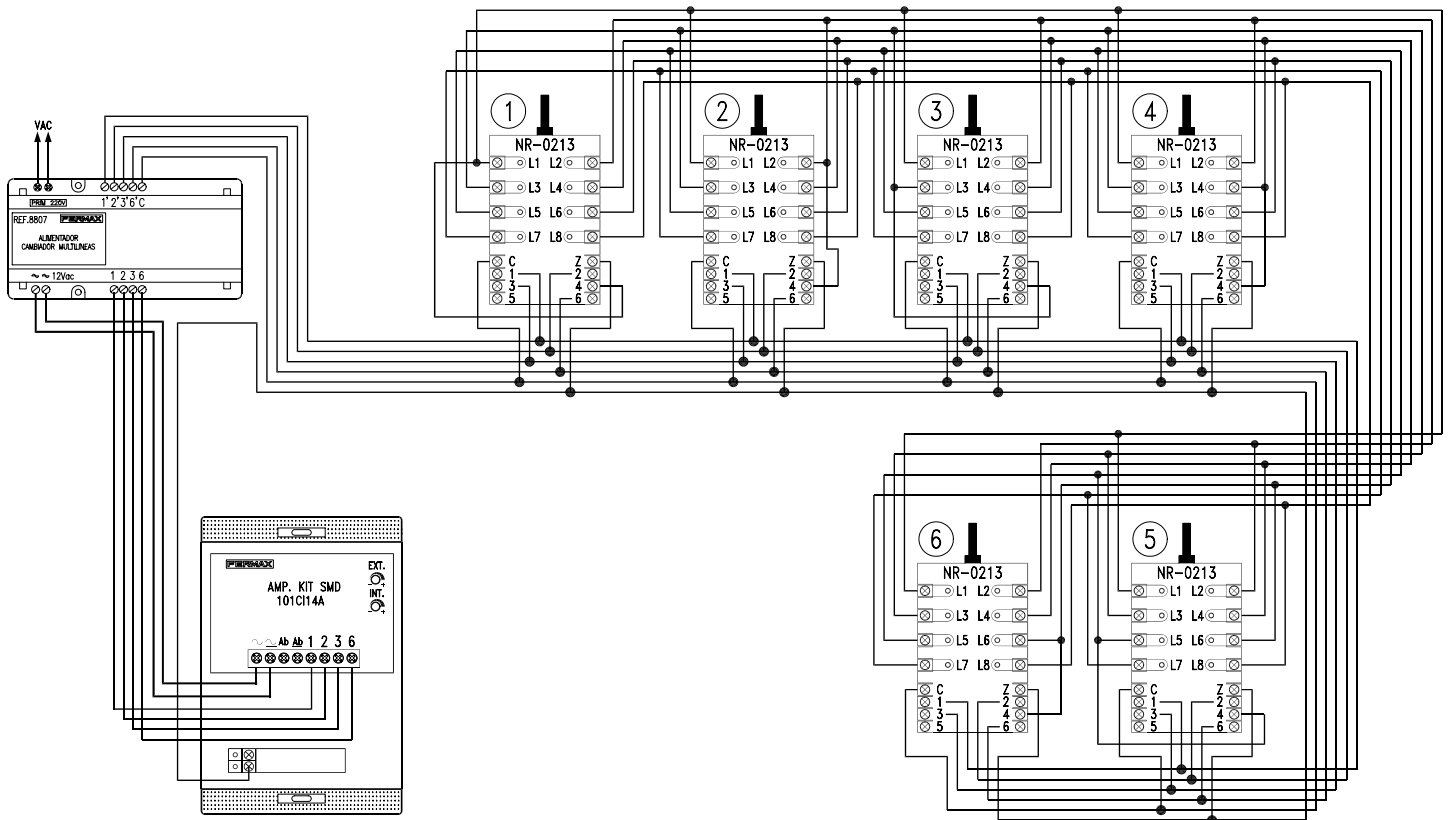 VAC
PRIM 220V
1' 2' 3' 6' C
REF.8807 FERMAX
ALIMENTADOR
CAMBIADOR MULTILINEAS
~ ~ 12Vac 1 2 3 6
FERMAX
AMP. KIT SMD
101CI14A
EXT.
- +
INT.
- +
~ ~ Ab Ab 1 2 3 6
1
NR-0213
L1 L2
L3 L4
L5 L6
L7 L8
C Z
1 2
3 4
5 6
2
NR-0213
L1 L2
L3 L4
L5 L6
L7 L8
C Z
1 2
3 4
5 6
3
NR-0213
L1 L2
L3 L4
L5 L6
L7 L8
C Z
1 2
3 4
5 6
4
NR-0213
L1 L2
L3 L4
L5 L6
L7 L8
C Z
1 2
3 4
5 6
6
NR-0213
L1 L2
L3 L4
L5 L6
L7 L8
C Z
1 2
3 4
5 6
5
NR-0213
L1 L2
L3 L4
L5 L6
L7 L8
C Z
1 2
3 4
5 6